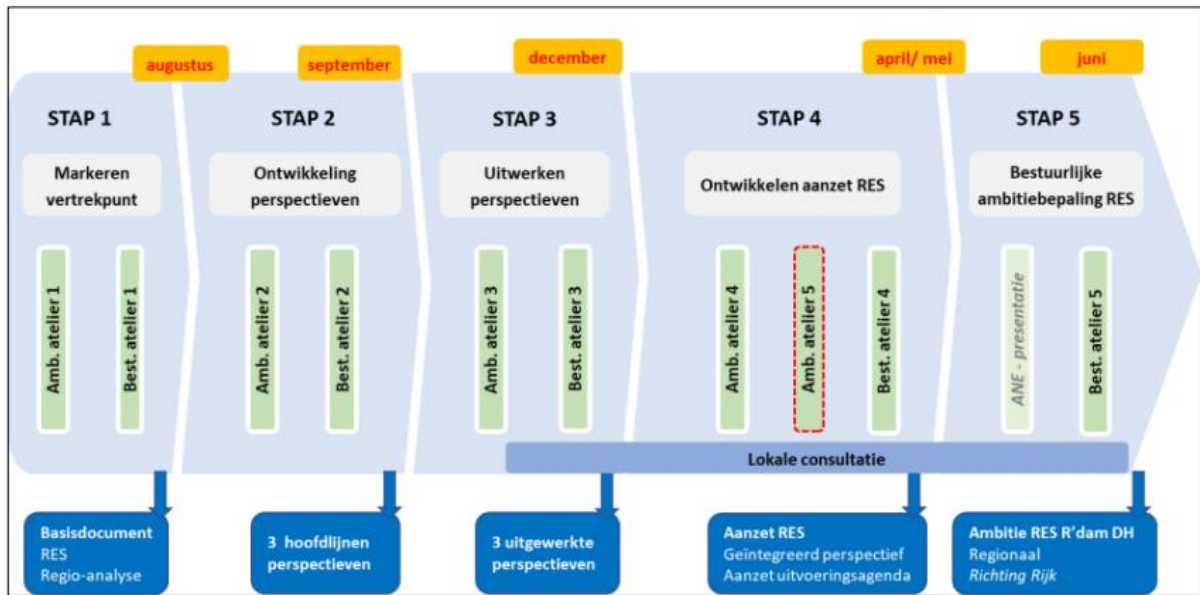 augustus
september
december
april/ mei
juni
STAP 1
STAP 2
STAP 3
STAP 4
STAP 5
Markeren
vertrekpunt
Ontwikkeling
perspectieven
Uitwerken
perspectieven
Ontwikkelen aanzet RES
Bestuurlijke
ambitiebepaling RES
Amb. atelier 1
Best. atelier 1
Amb. atelier 2
Best. atelier 2
Amb. atelier 3
Best. atelier 3
Amb. atelier 4
Amb. atelier 5
Best. atelier 4
ANE - presentatie
Best. atelier 5
Lokale consultatie
Basisdocument
RES
Regio-analyse
3 hoofdlijnen
perspectieven
3 uitgewerkte
perspectieven
Aanzet RES
Geïntegreerd perspectief
Aanzet uitvoeringsagenda
Ambitie RES R'dam DH
Regionaal
Richting Rijk